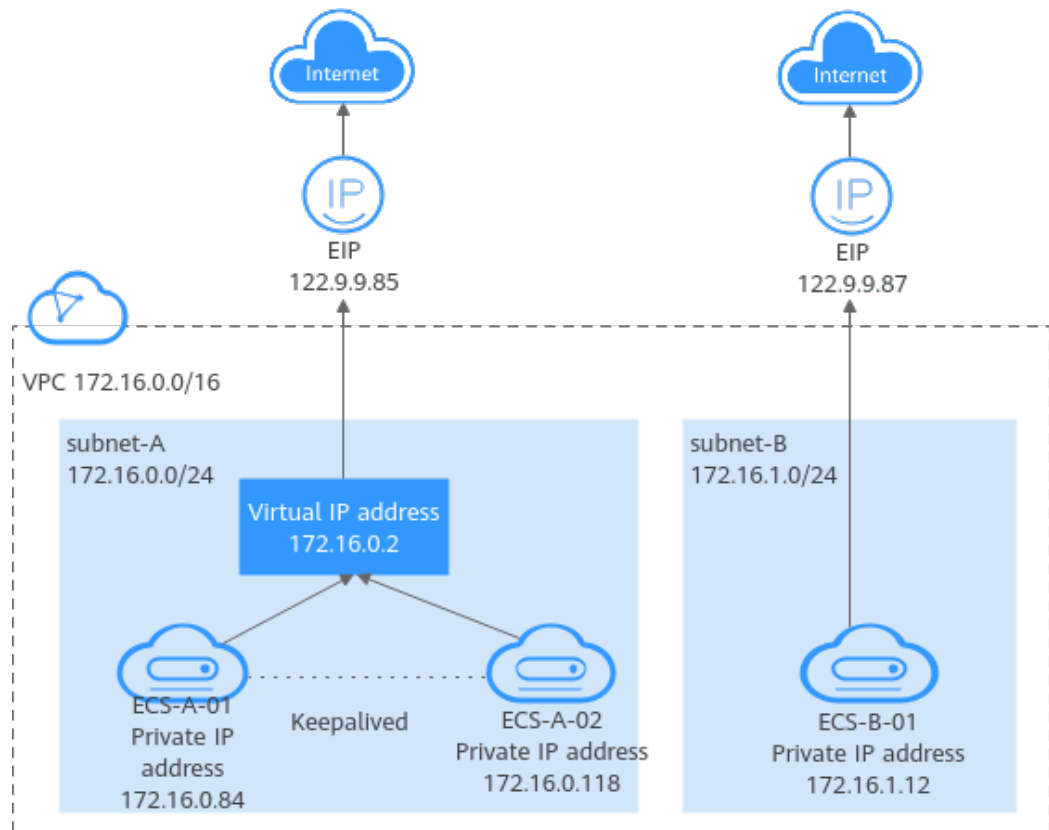 Internet
Internet
IP
IP
EIP
122.9.9.85
EIP
122.9.9.87
VPC 172.16.0.0/16
subnet-A
172.16.0.0/24
subnet-B
172.16.1.0/24
Virtual IP address
172.16.0.2
ECS-A-01
Private IP
address
172.16.0.84
Keepalived
ECS-A-02
Private IP address
172.16.0.118
ECS-B-01
Private IP address
172.16.1.12